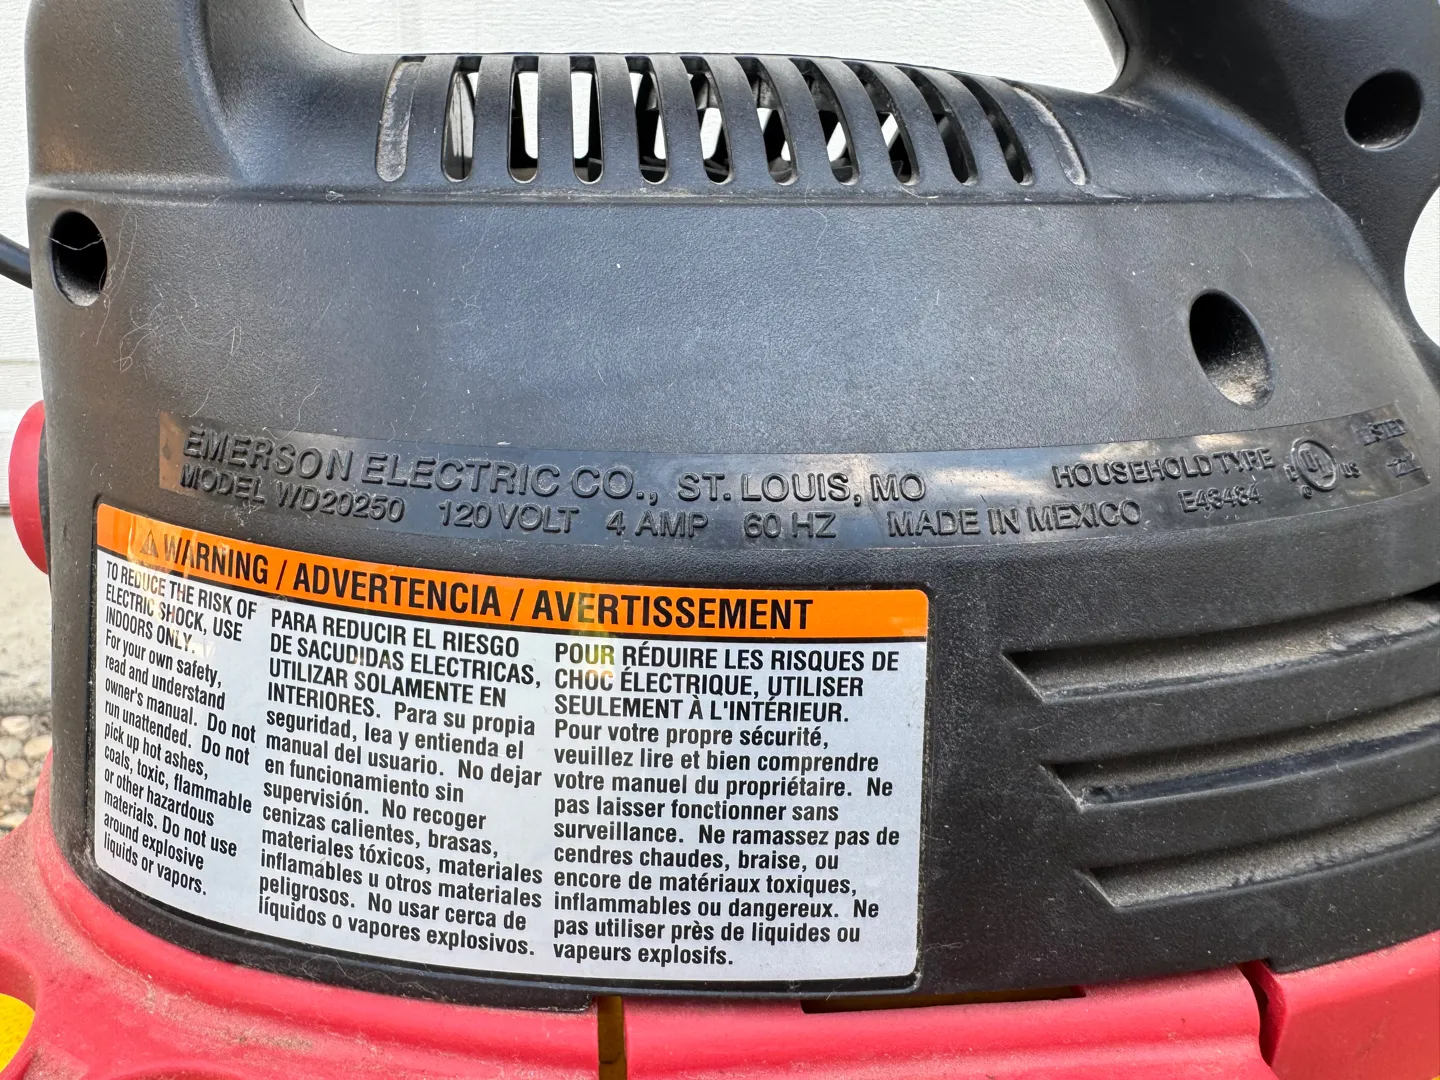 EMERSON ELECTRIC CO., ST. LOUIS, MO
MODEL WD20250 120 VOLT 4 AMP 60 HZ MADE IN MEXICO
HOUSEHOLD TYPE
E43484
UL
C US
WARNING / ADVERTENCIA / AVERTISSEMENT
TO REDUCE THE RISK OF
ELECTRIC SHOCK, USE
INDOORS ONLY.
For your own safety,
read and understand
owner's manual. Do not
run unattended. Do not
pick up hot ashes,
coals, toxic, flammable
or other hazardous
materials. Do not use
around explosive
liquids or vapors.
PARA REDUCIR EL RIESGO
DE SACUDIDAS ELECTRICAS,
UTILIZAR SOLAMENTE EN
INTERIORES. Para su propia
seguridad, lea y entienda el
manual del usuario. No dejar
en funcionamiento sin
supervisión. No recoger
cenizas calientes, brasas,
materiales tóxicos, materiales
inflamables u otros materiales
peligrosos. No usar cerca de
líquidos o vapores explosivos.
POUR RÉDUIRE LES RISQUES DE
CHOC ÉLECTRIQUE, UTILISER
SEULEMENT À L'INTÉRIEUR.
Pour votre propre sécurité,
veuillez lire et bien comprendre
votre manuel du propriétaire. Ne
pas laisser fonctionner sans
surveillance. Ne ramassez pas de
cendres chaudes, braise, ou
encore de matériaux toxiques,
inflammables ou dangereux. Ne
pas utiliser près de liquides ou
vapeurs explosifs.